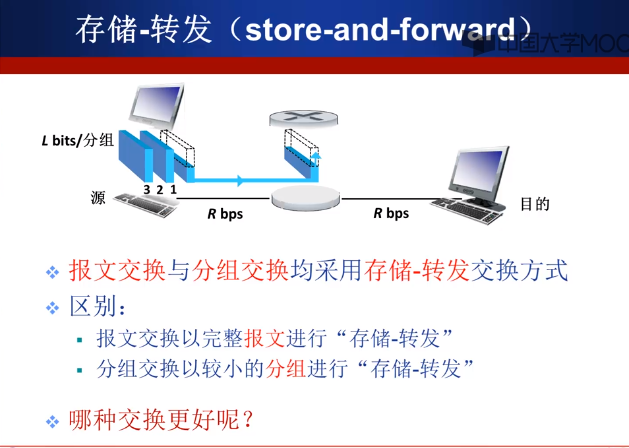 存储-转发（store-and-forward）
中国大学MOO
L bits/分组
3 2 1
源
R bps
R bps
目的
报文交换与分组交换均采用存储-转发交换方式
区别：
报文交换以完整报文进行“存储-转发”
分组交换以较小的分组进行“存储-转发”
哪种交换更好呢？